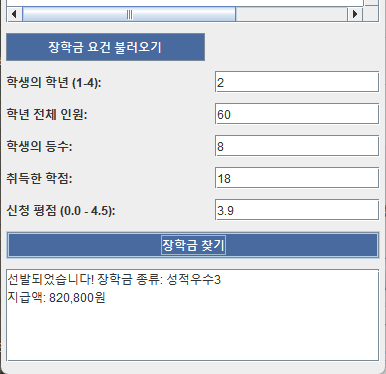 장학금 요건 불러오기
학생의 학년 (1-4): 2
학년 전체 인원: 60
학생의 등수: 8
취득한 학점: 18
신청 평점 (0.0 - 4.5): 3.9
장학금 찾기
선발되었습니다! 장학금 종류: 성적우수3
지급액: 820,800원